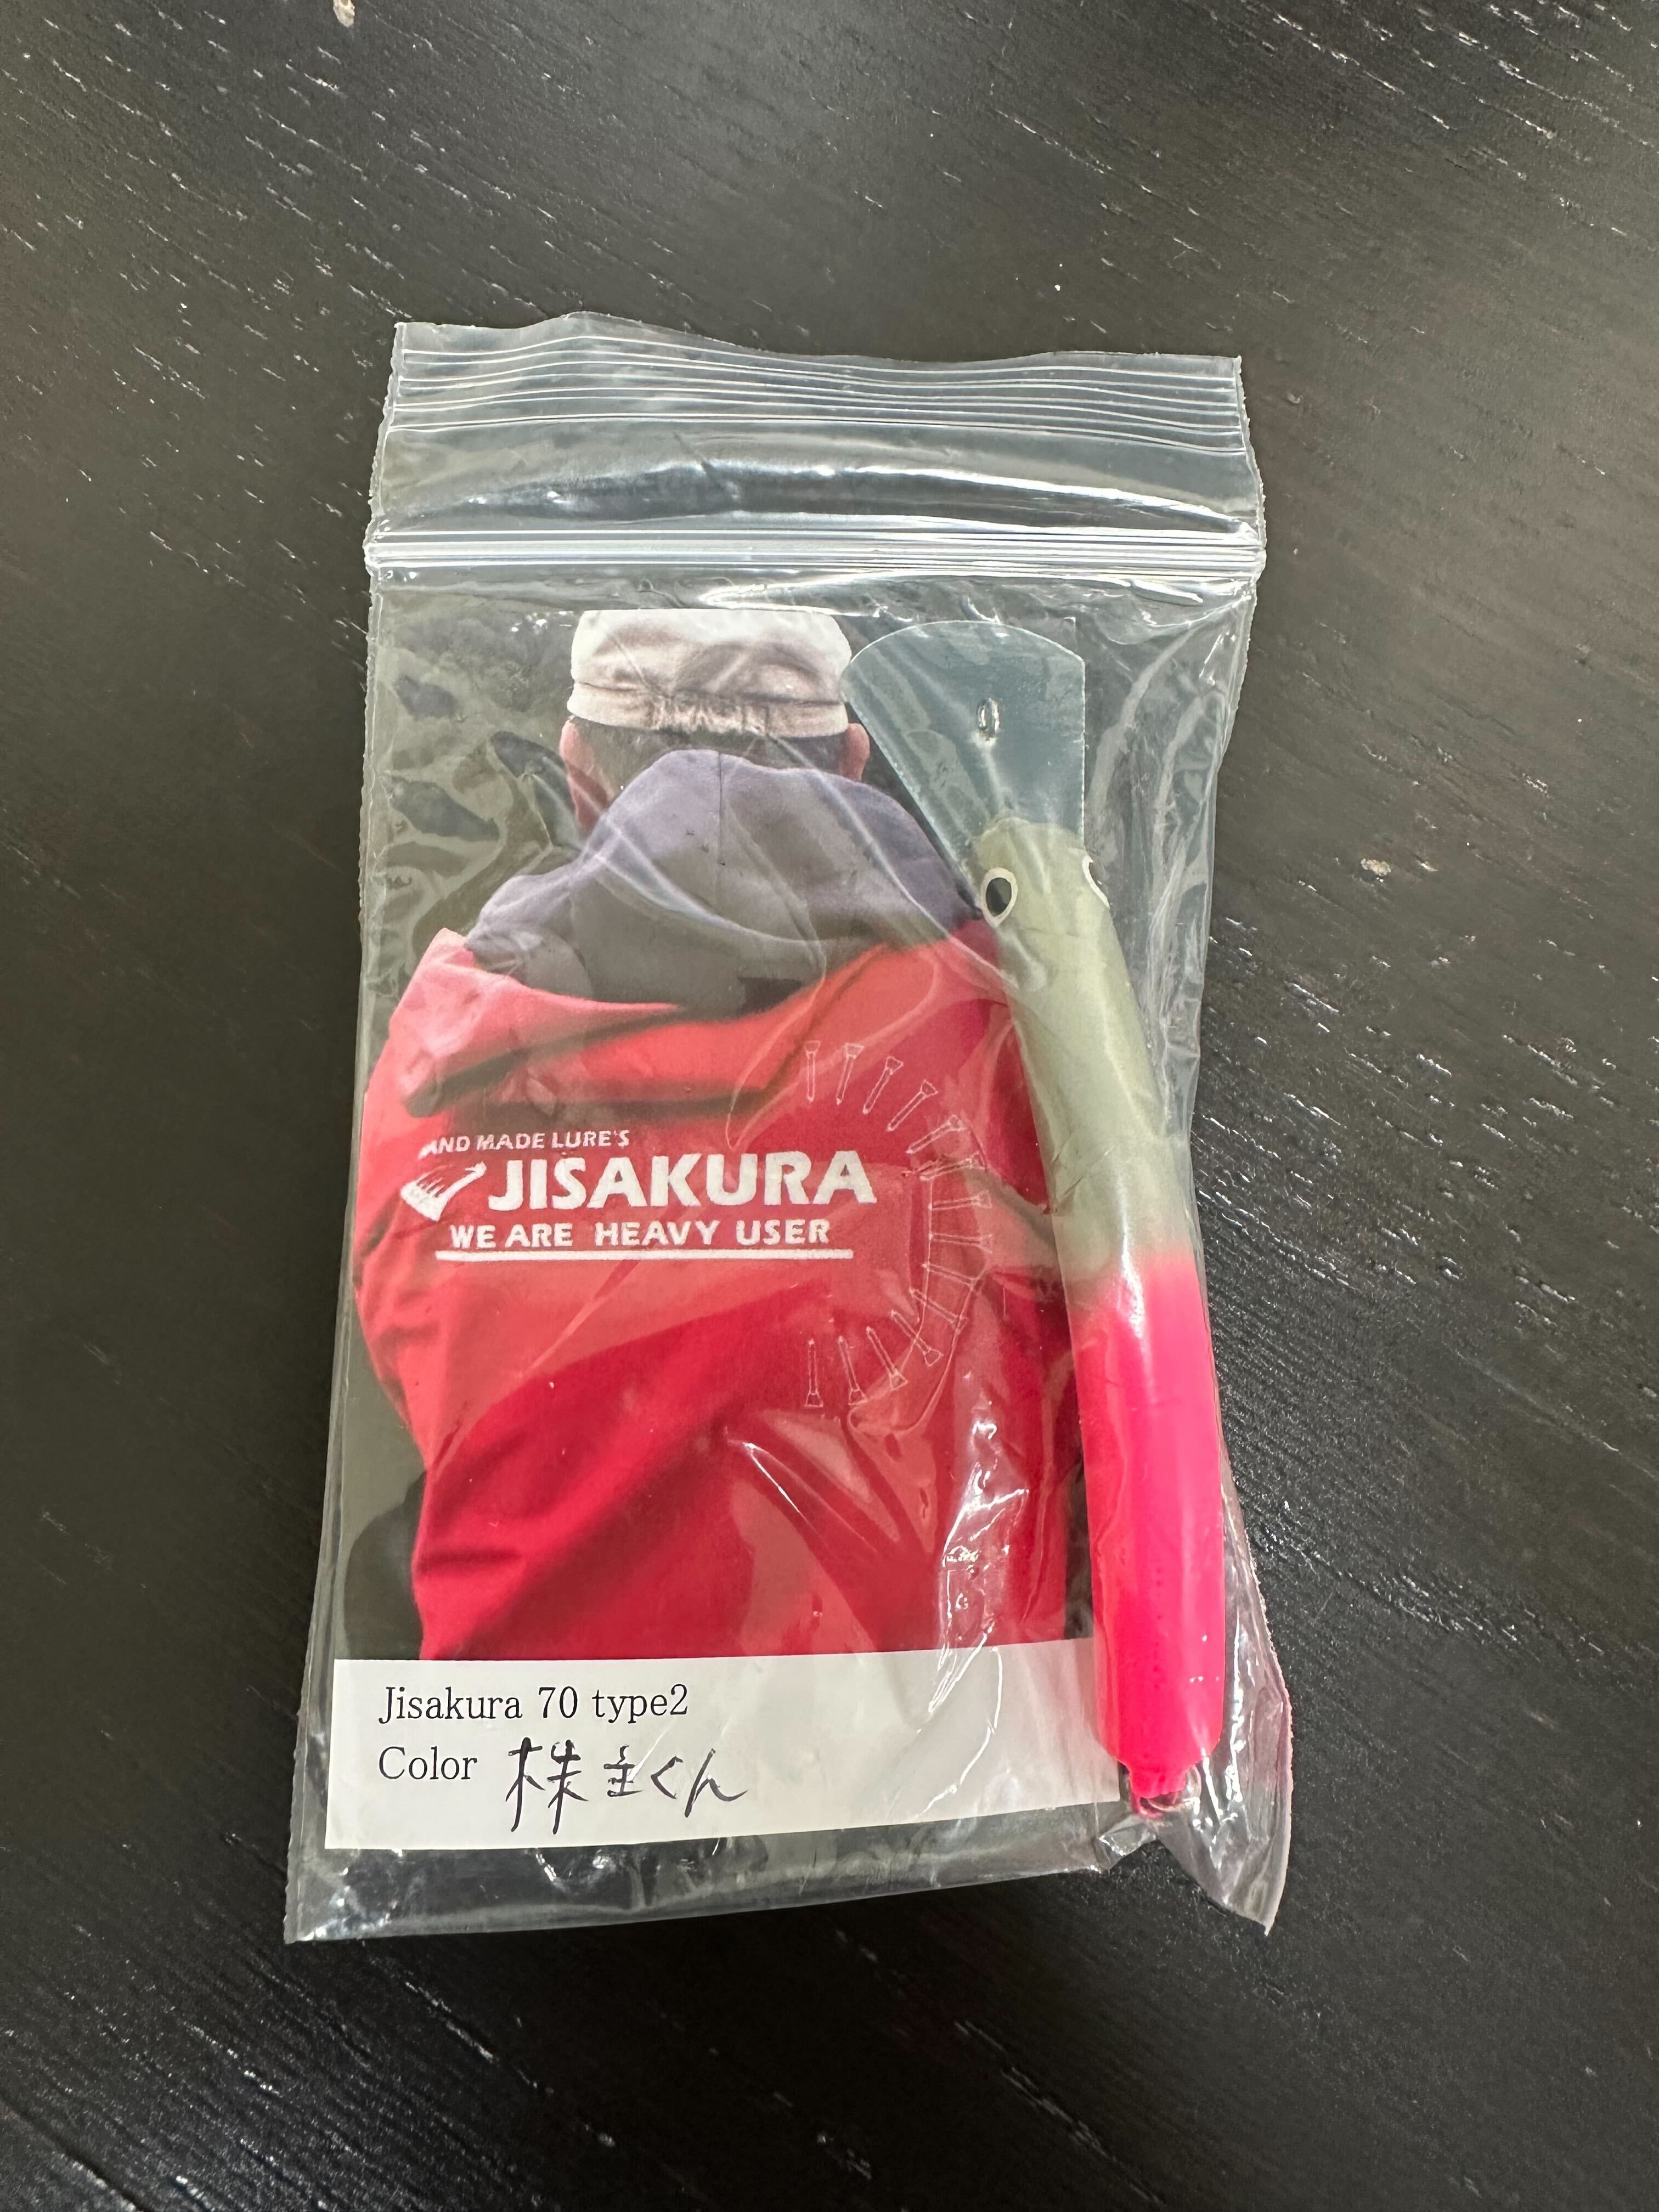 HAND MADE LURE'S
JISAKURA
WE ARE HEAVY USER
Jisakura 70 type2
Color 株主くん